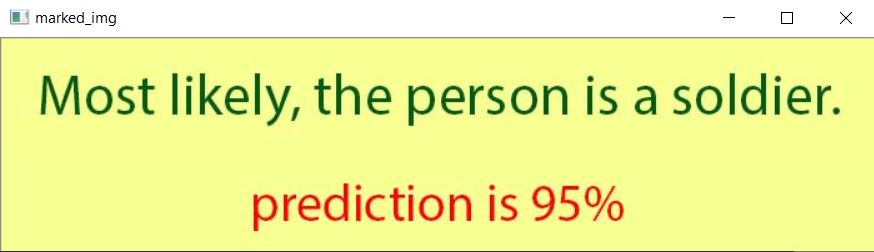 marked_img
Most likely, the person is a soldier.
prediction is 95%